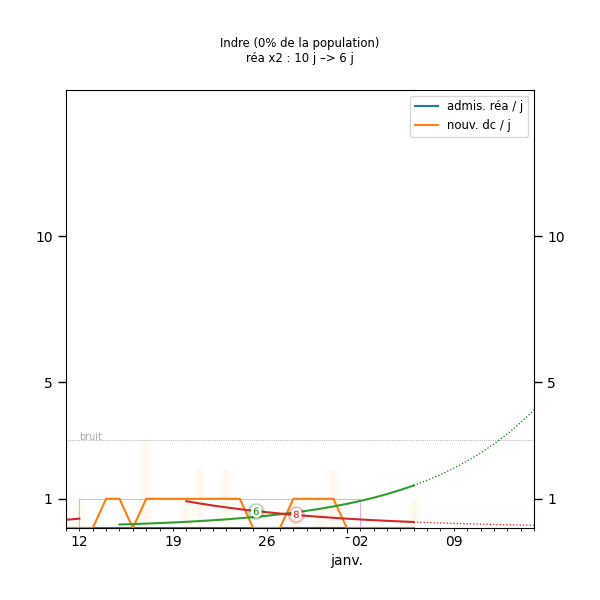 Indre (0% de la population)
réa x2 : 10 j –> 6 j
admis. réa / j
nouv. dc / j
10
10
5
5
bruit
1
1
6
8
12
19
26
02
09
janv.